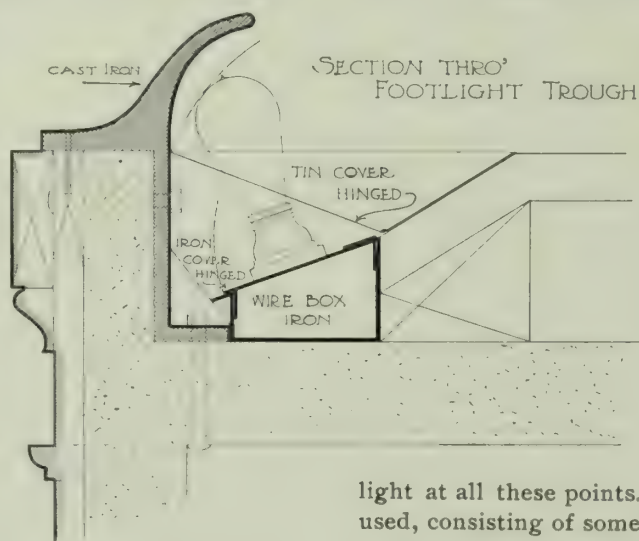 SECTION THRO'
FOOTLIGHT TROUGH
CAST IRON
TIN COVER
HINGED
IRON
COVER
HINGED
WIRE BOX
IRON
light at all these points.
used, consisting of some